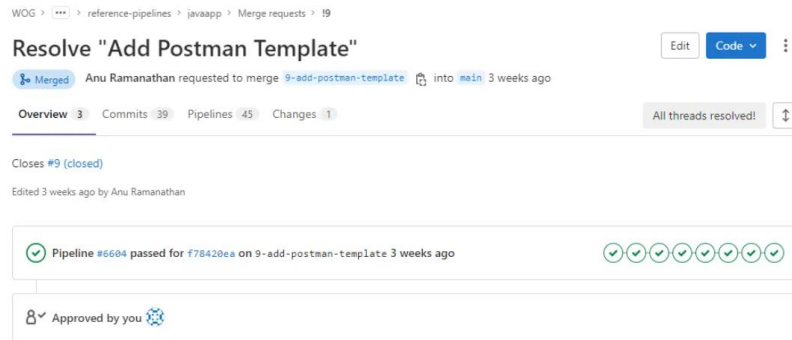 WOG > ... > reference-pipelines > javaapp > Merge requests > !9
Resolve "Add Postman Template"
Edit
Code
Merged Anu Ramanathan requested to merge 9-add-postman-template into main 3 weeks ago
Overview 3 Commits 39 Pipelines 45 Changes 1
All threads resolved!
Closes #9 (closed)
Edited 3 weeks ago by Anu Ramanathan
Pipeline #6604 passed for f78420ea on 9-add-postman-template 3 weeks ago
Approved by you